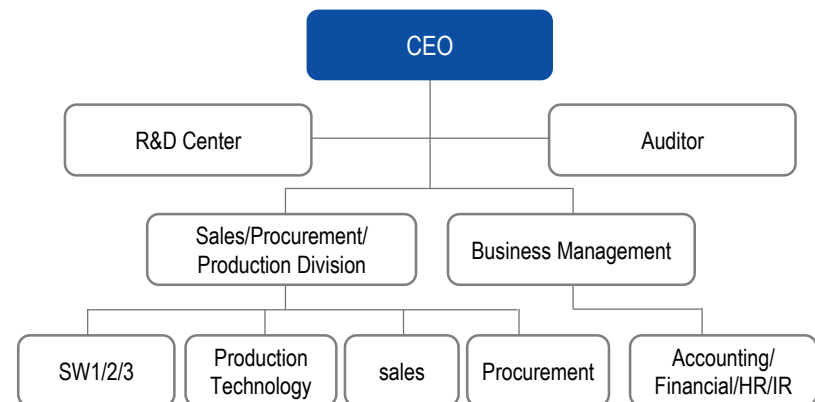 CEO
R&D Center
Auditor
Sales/Procurement/
Production Division
Business Management
SW1/2/3
Production
Technology
sales
Procurement
Accounting/
Financial/HR/IR